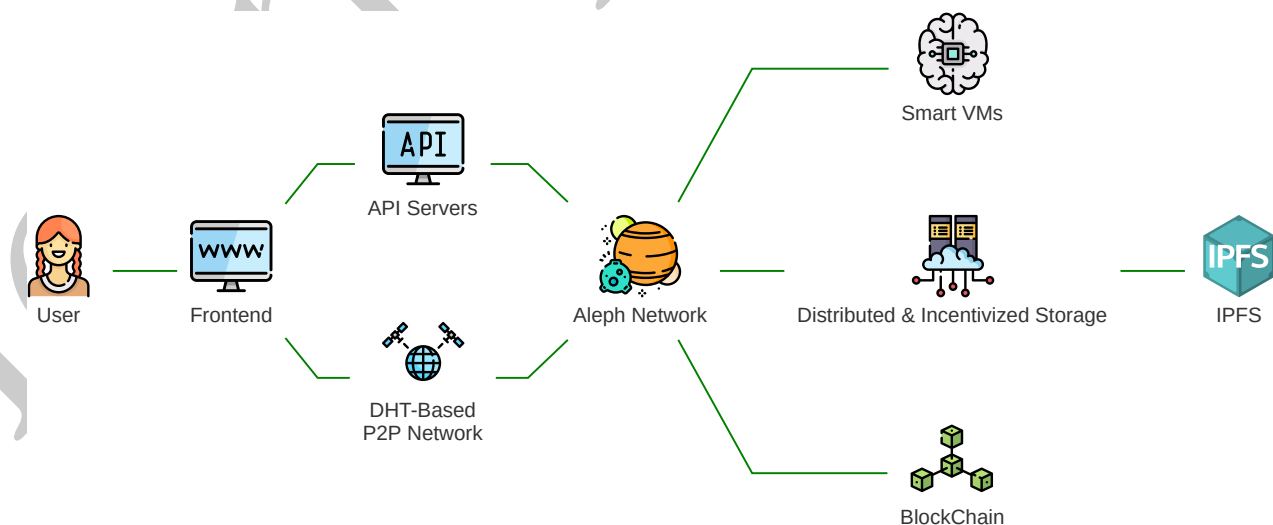 Smart VMs
API
API Servers
www
IPFS
User
Frontend
Aleph Network
Distributed & Incentivized Storage
IPFS
DHT-Based
P2P Network
BlockChain